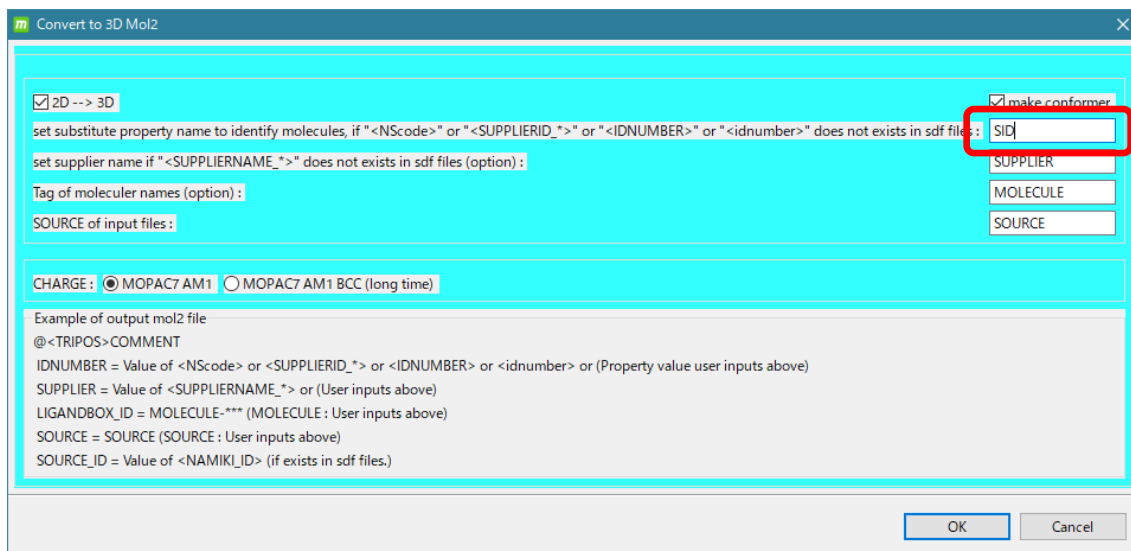 m Convert to 3D Mol2
2D --> 3D make conformer
set substitute property name to identify molecules, if "<NScode>" or "<SUPPLIERID_*>" or "<IDNUMBER>" or "<idnumber>" does not exists in sdf files : SID
set supplier name if "<SUPPLIERNAME_*>" does not exists in sdf files (option) : SUPPLIER
Tag of moleculer names (option) : MOLECULE
SOURCE of input files : SOURCE
CHARGE : MOPAC7 AM1 MOPAC7 AM1 BCC (long time)
Example of output mol2 file
@<TRIPOS>COMMENT
IDNUMBER = Value of <NScode> or <SUPPLIERID_*> or <IDNUMBER> or <idnumber> or (Property value user inputs above)
SUPPLIER = Value of <SUPPLIERNAME_*> or (User inputs above)
LIGANDBOX_ID = MOLECULE-*** (MOLECULE : User inputs above)
SOURCE = SOURCE (SOURCE : User inputs above)
SOURCE_ID = Value of <NAMIKI_ID> (if exists in sdf files.)
OK Cancel